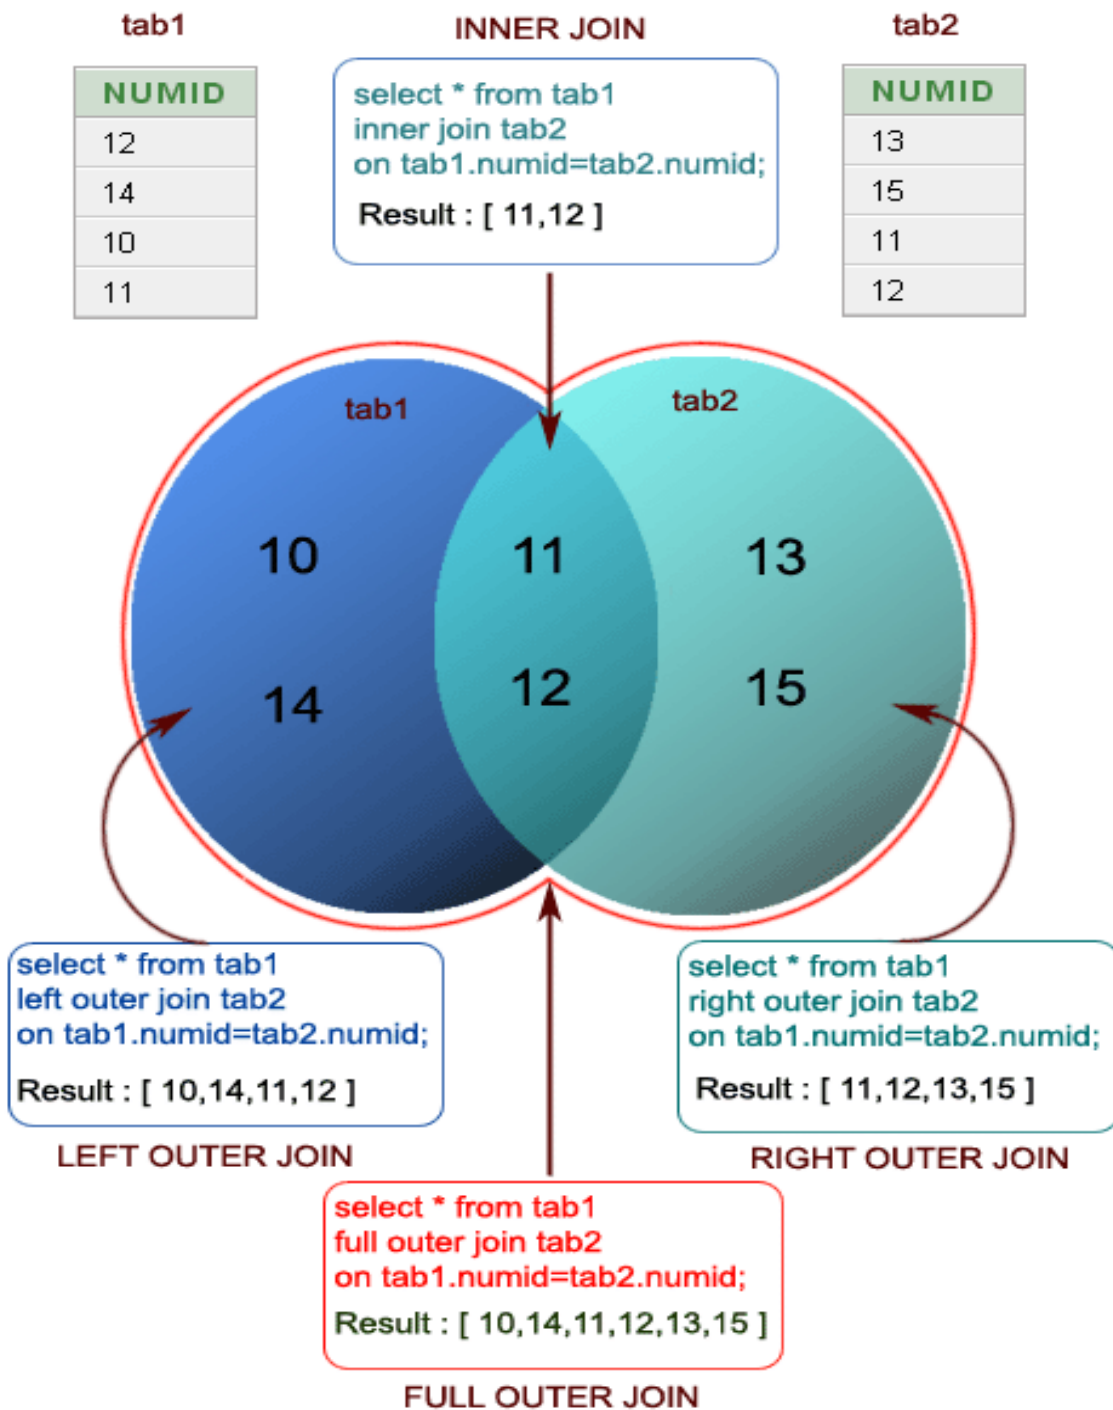 tab1
NUMID
12
14
10
11
INNER JOIN
select * from tab1
inner join tab2
on tab1.numid=tab2.numid;
Result : [ 11,12 ]
tab2
NUMID
13
15
11
12
tab1
tab2
10
11
13
14
12
15
select * from tab1
left outer join tab2
on tab1.numid=tab2.numid;
Result : [ 10,14,11,12 ]
LEFT OUTER JOIN
select * from tab1
right outer join tab2
on tab1.numid=tab2.numid;
Result : [ 11,12,13,15 ]
RIGHT OUTER JOIN
select * from tab1
full outer join tab2
on tab1.numid=tab2.numid;
Result : [ 10,14,11,12,13,15 ]
FULL OUTER JOIN